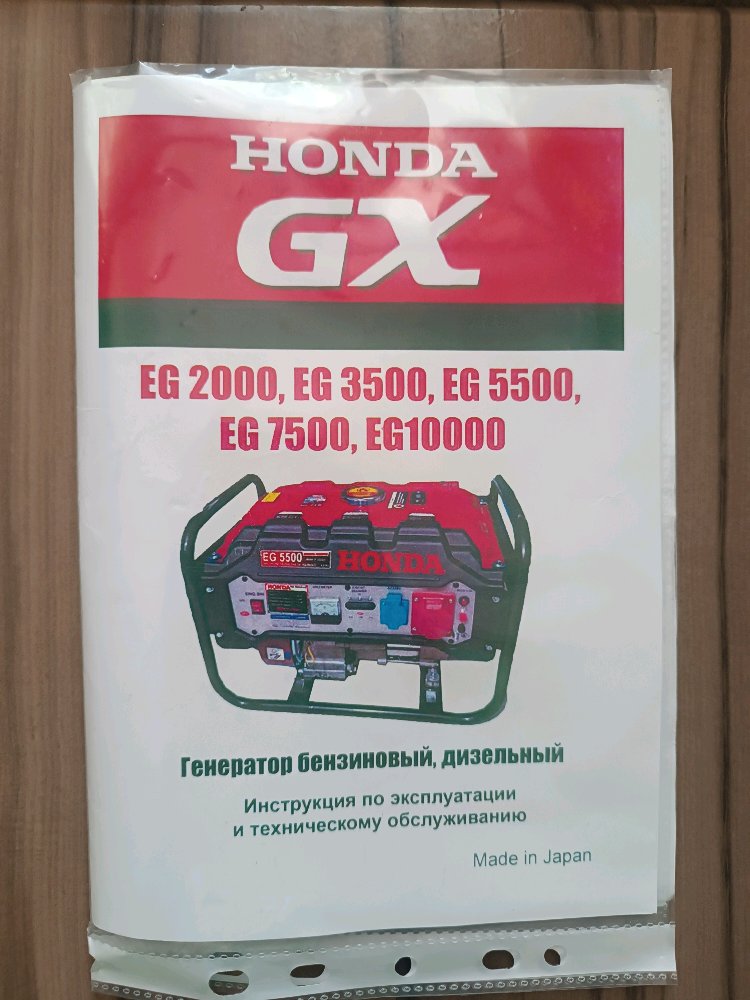 HONDA
GX
EG 2000, EG 3500, EG 5500,
EG 7500, EG10000
EG 5500
HONDA
HONDA
Генератор бензиновый, дизельный
Инструкция по эксплуатации
и техническому обслуживанию
Made in Japan